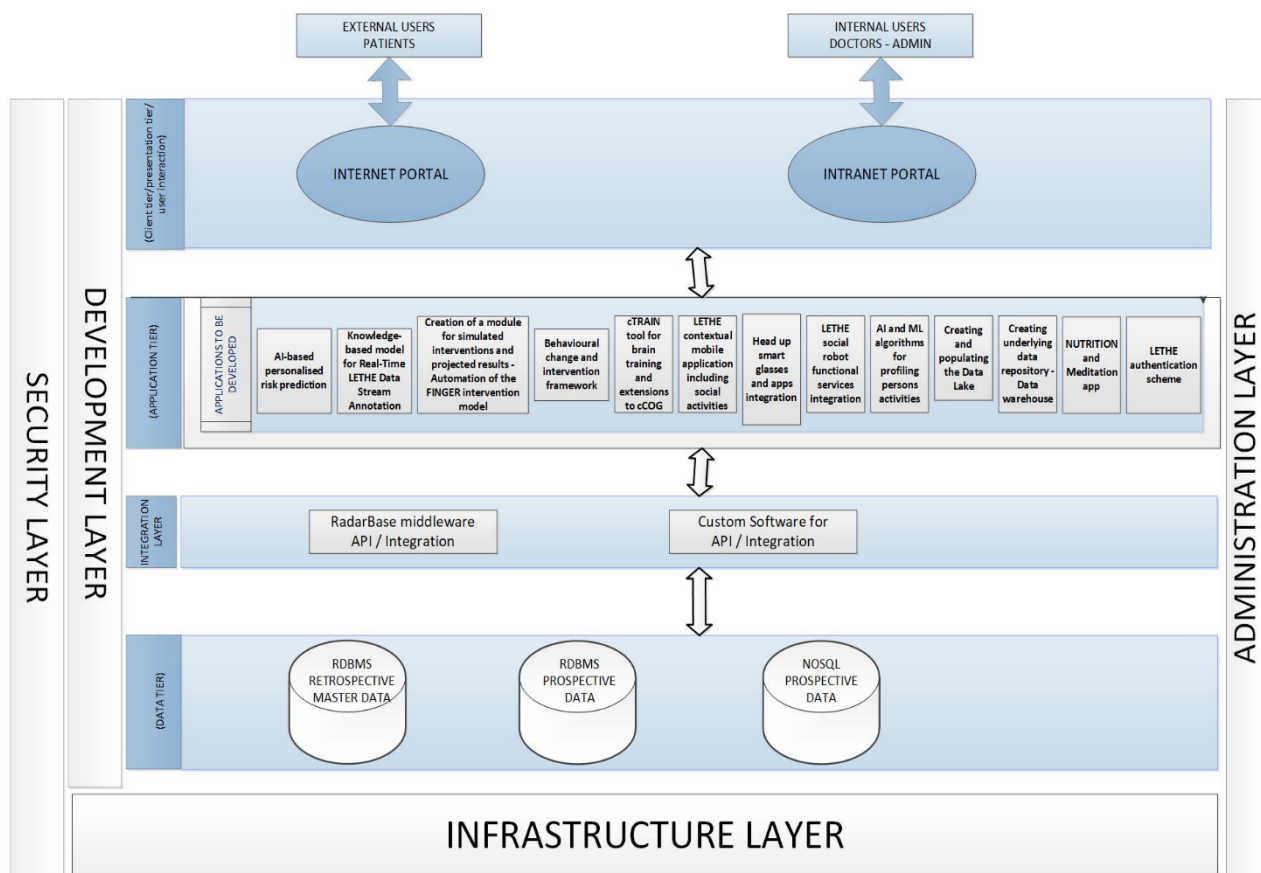 EXTERNAL USERS
PATIENTS
INTERNAL USERS
DOCTORS - ADMIN
SECURITY LAYER
DEVELOPMENT LAYER
(Client tier/presentation tier/
user interaction)
INTERNET PORTAL
INTRANET PORTAL
(APPLICATION TIER)
APPLICATIONS TO BE
DEVELOPED
AI-based
personalised
risk prediction
Knowledge-
based model
for Real-Time
LETHE Data
Stream
Annotation
Creation of a module
for simulated
interventions and
projected results -
Automation of the
FINGER intervention
model
Behavioural
change and
intervention
framework
cTRAIN
tool for
brain
training
and
extensions
to cCOG
LETHE
contextual
mobile
application
including
social
activities
Head up
smart
glasses
and apps
integration
LETHE
social
robot
functional
services
integration
AI and ML
algorithms
for
profiling
persons
activities
Creating
and
populating
the Data
Lake
Creating
underlying
data
repository -
Data
warehouse
NUTRITION
and
Meditation
app
LETHE
authentication
scheme
INTEGRATION
LAYER
RadarBase middleware
API / Integration
Custom Software for
API / Integration
(DATA TIER)
RDBMS
RETROSPECTIVE
MASTER DATA
RDBMS
PROSPECTIVE
DATA
NOSQL
PROSPECTIVE
DATA
ADMINISTRATION LAYER
INFRASTRUCTURE LAYER